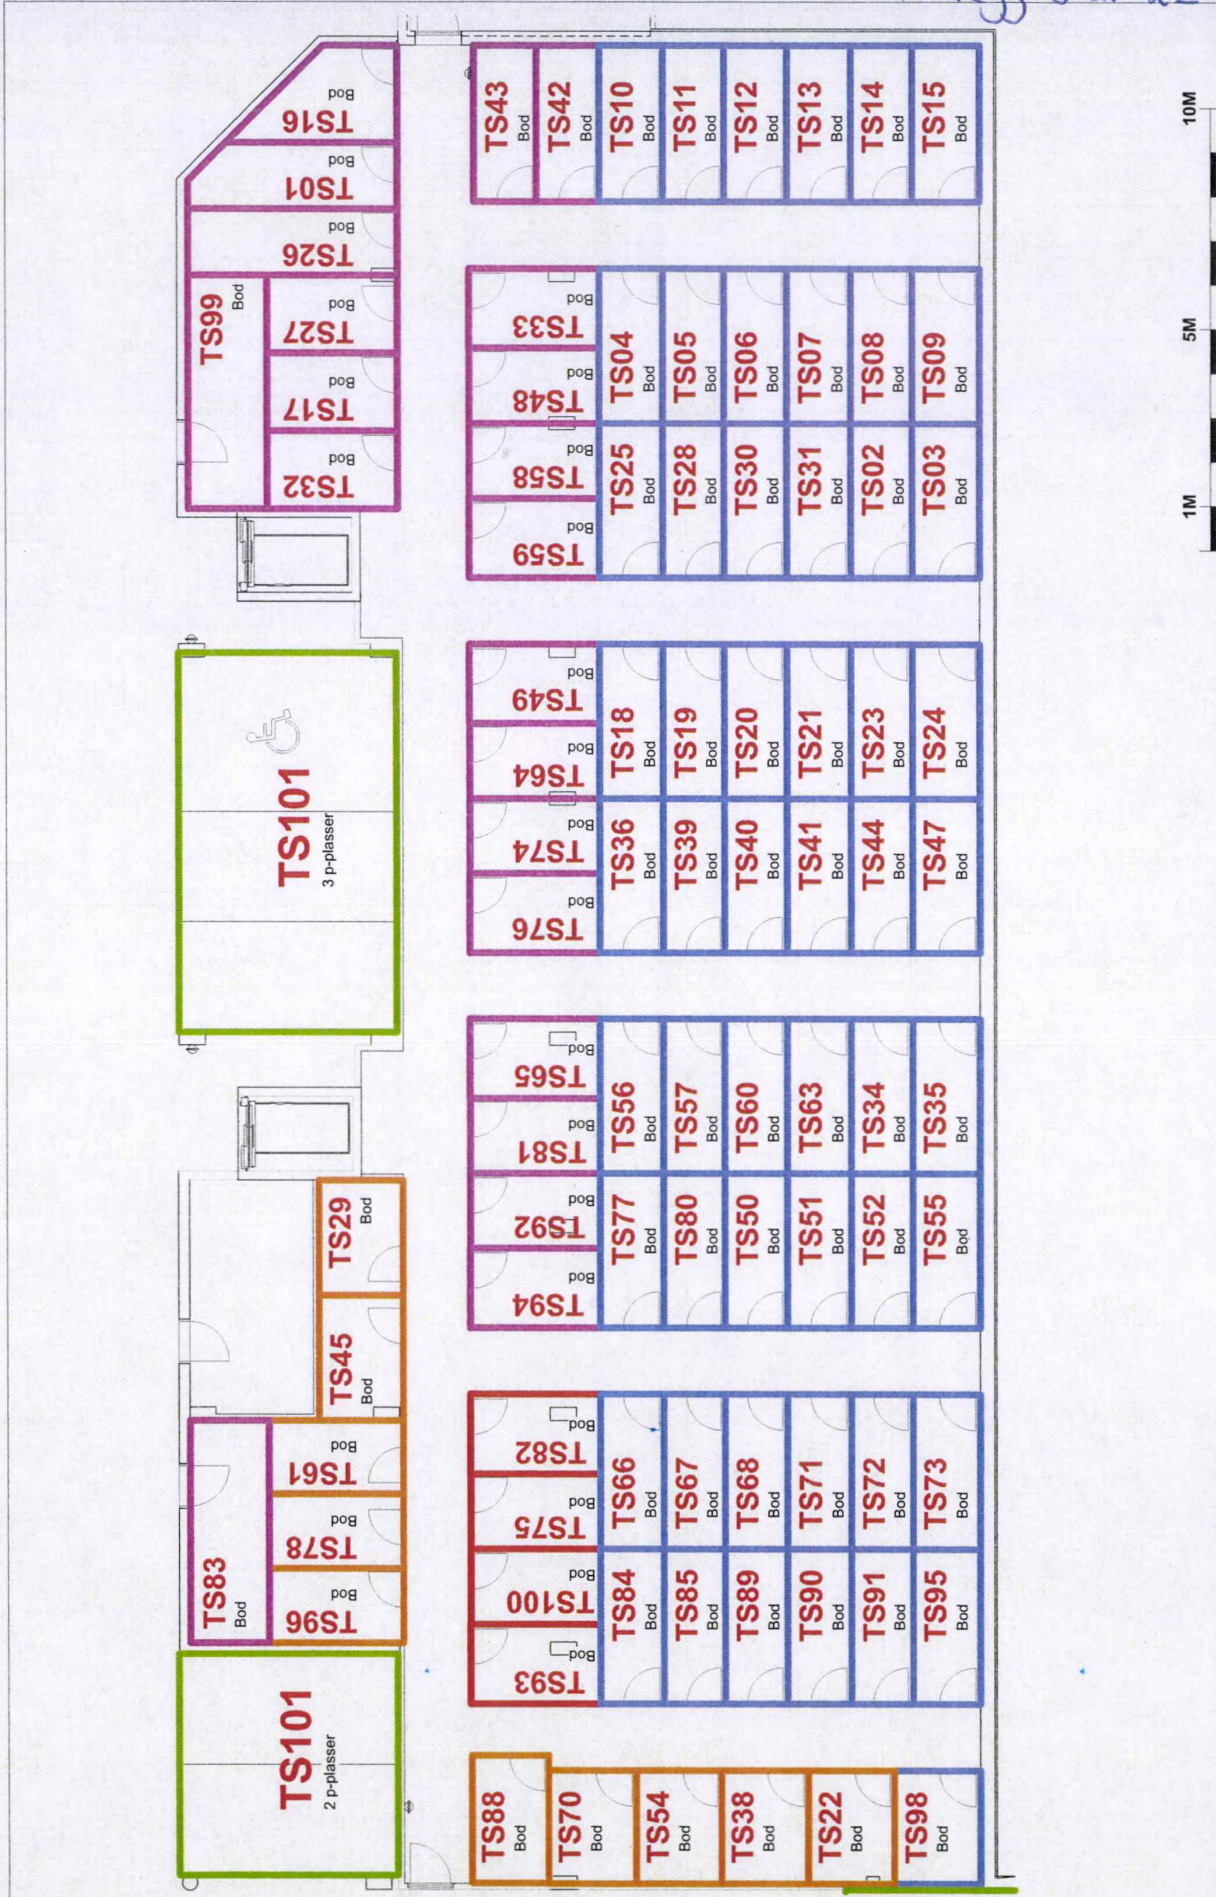 TS16
Bod
TS01
Bod
TS26
Bod
TS99
Bod
TS27
Bod
TS17
Bod
TS32
Bod
TS43
Bod
TS42
Bod
TS10
Bod
TS11
Bod
TS12
Bod
TS13
Bod
TS14
Bod
TS15
Bod
TS33
Bod
TS48
Bod
TS58
Bod
TS59
Bod
TS04
Bod
TS05
Bod
TS06
Bod
TS07
Bod
TS08
Bod
TS09
Bod
TS25
Bod
TS28
Bod
TS30
Bod
TS31
Bod
TS02
Bod
TS03
Bod
TS101
3 p-plasser
TS49
Bod
TS64
Bod
TS74
Bod
TS76
Bod
TS18
Bod
TS19
Bod
TS20
Bod
TS21
Bod
TS23
Bod
TS24
Bod
TS36
Bod
TS39
Bod
TS40
Bod
TS41
Bod
TS44
Bod
TS47
Bod
TS65
Bod
TS81
Bod
TS92
Bod
TS94
Bod
TS56
Bod
TS57
Bod
TS60
Bod
TS63
Bod
TS34
Bod
TS35
Bod
TS77
Bod
TS80
Bod
TS50
Bod
TS51
Bod
TS52
Bod
TS55
Bod
TS29
Bod
TS45
Bod
TS83
Bod
TS61
Bod
TS78
Bod
TS96
Bod
TS82
Bod
TS75
Bod
TS100
Bod
TS93
Bod
TS66
Bod
TS67
Bod
TS68
Bod
TS71
Bod
TS72
Bod
TS73
Bod
TS84
Bod
TS85
Bod
TS89
Bod
TS90
Bod
TS91
Bod
TS95
Bod
TS101
2 p-plasser
TS88
Bod
TS70
Bod
TS54
Bod
TS38
Bod
TS22
Bod
TS98
Bod
10M
5M
1M